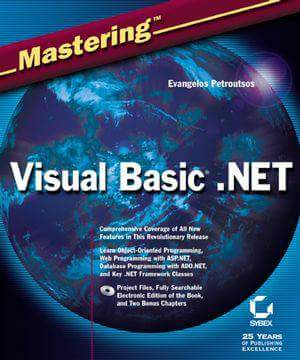 Mastering™
Evangelos Petroutsos
Visual Basic .NET
Comprehensive Coverage of All New
Features in This Revolutionary Release
Learn Object-Oriented Programming,
Web Programming with ASP.NET,
Database Programming with ADO.NET,
and Key .NET Framework Classes
Project Files, Fully Searchable
Electronic Edition of the Book,
and Two Bonus Chapters
SYBEX
25 YEARS
OF PUBLISHING
EXCELLENCE